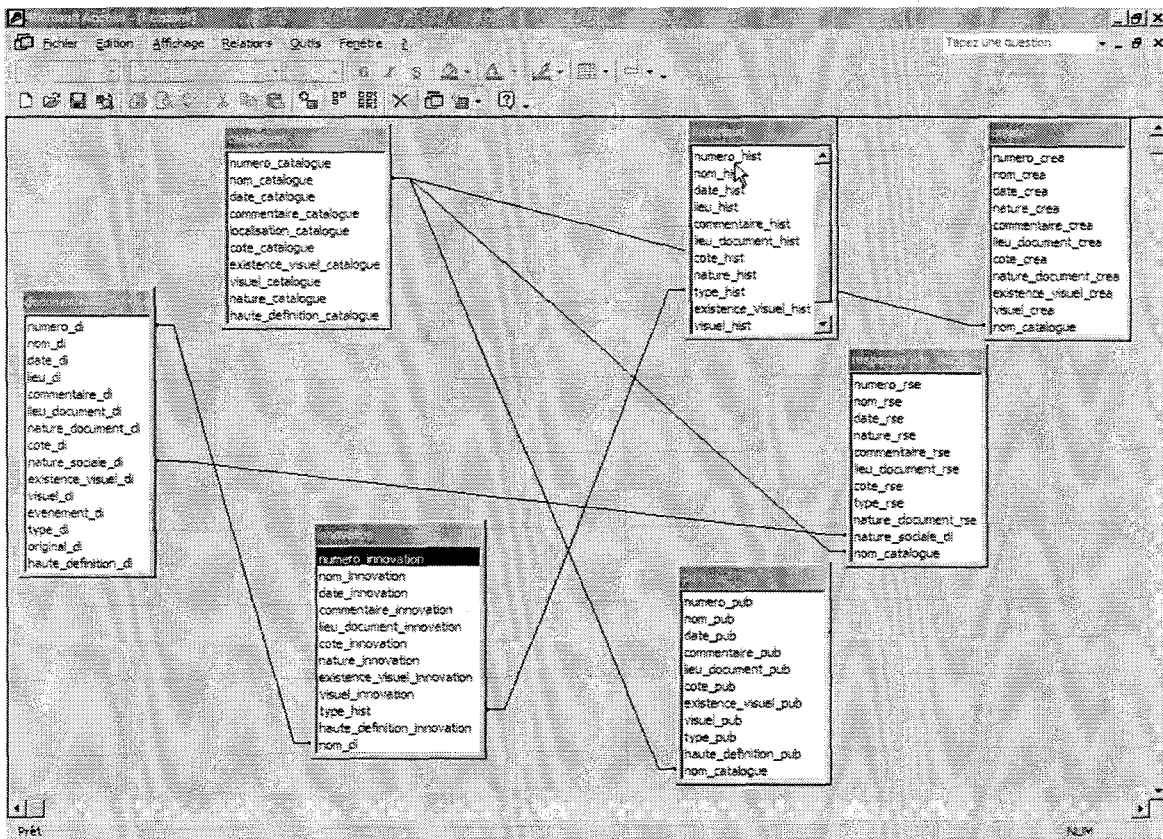 Microsoft Access - [Relations]
Fichier Edition Affichage Relations Outils Fenêtre ?
Tapez une question
G I S
numero_catalogue
nom_catalogue
date_catalogue
commentaire_catalogue
localisation_catalogue
cote_catalogue
existence_visuel_catalogue
visuel_catalogue
nature_catalogue
haute_definition_catalogue
numero_hist
nom_hist
date_hist
lieu_hist
commentaire_hist
lieu_document_hist
cote_hist
nature_hist
type_hist
existence_visuel_hist
visuel_hist
numero_crea
nom_crea
date_crea
nature_crea
commentaire_crea
lieu_document_crea
cote_crea
nature_document_crea
existence_visuel_crea
visuel_crea
nom_catalogue
numero_di
nom_di
date_di
lieu_di
commentaire_di
lieu_document_di
nature_document_di
cote_di
nature_sociale_di
existence_visuel_di
visuel_di
evenement_di
type_di
original_di
haute_definition_di
numero_rse
nom_rse
date_rse
nature_rse
commentaire_rse
lieu_document_rse
cote_rse
type_rse
nature_document_rse
nature_sociale_di
nom_catalogue
numero_innovation
nom_innovation
date_innovation
commentaire_innovation
lieu_document_innovation
cote_innovation
nature_innovation
existence_visuel_innovation
visuel_innovation
type_hist
haute_definition_innovation
nom_di
numero_pub
nom_pub
date_pub
commentaire_pub
lieu_document_pub
cote_pub
existence_visuel_pub
visuel_pub
type_pub
haute_definition_pub
nom_catalogue
Prêt
NUM